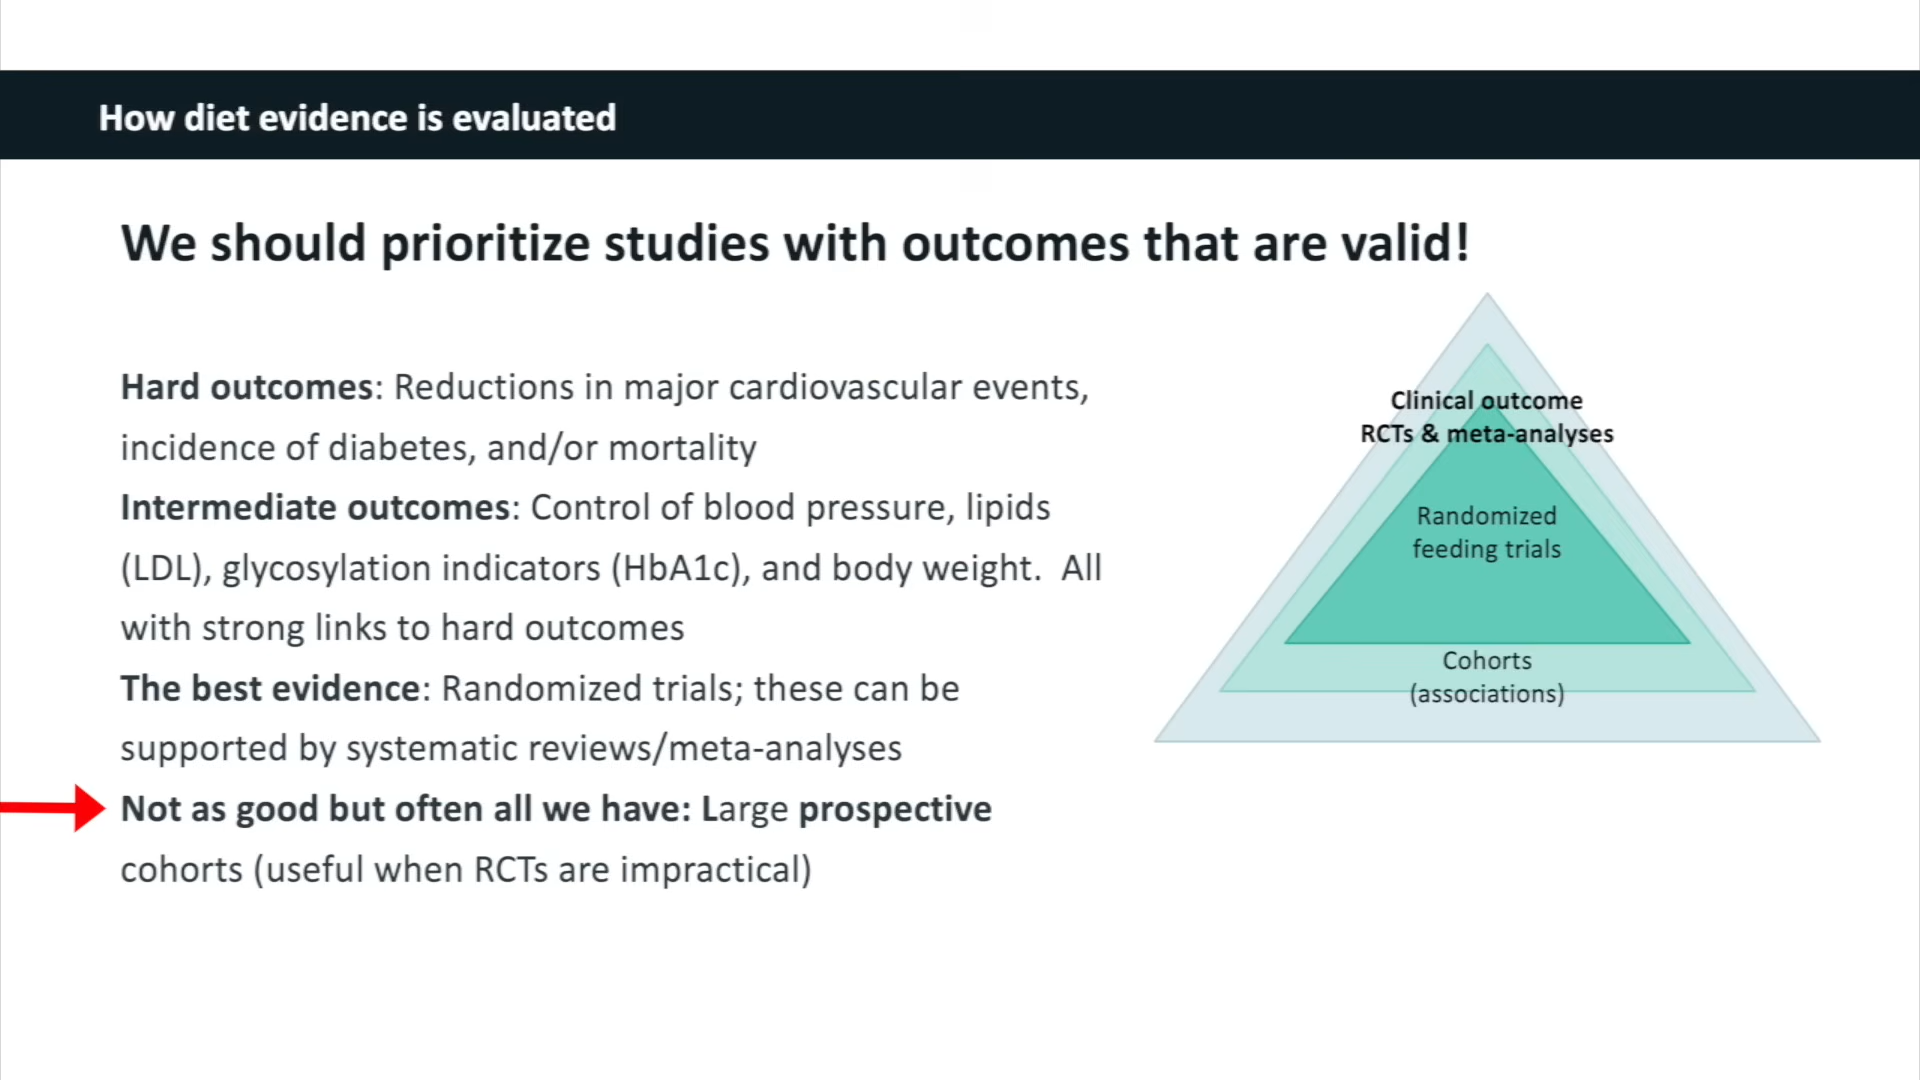 How diet evidence is evaluated
We should prioritize studies with outcomes that are valid!
Hard outcomes: Reductions in major cardiovascular events,
incidence of diabetes, and/or mortality
Intermediate outcomes: Control of blood pressure, lipids
(LDL), glycosylation indicators (HbA1c), and body weight.  All
with strong links to hard outcomes
The best evidence: Randomized trials; these can be
supported by systematic reviews/meta-analyses
Not as good but often all we have: Large prospective
cohorts (useful when RCTs are impractical)
Clinical outcome
RCTs & meta-analyses
Randomized
feeding trials
Cohorts
(associations)